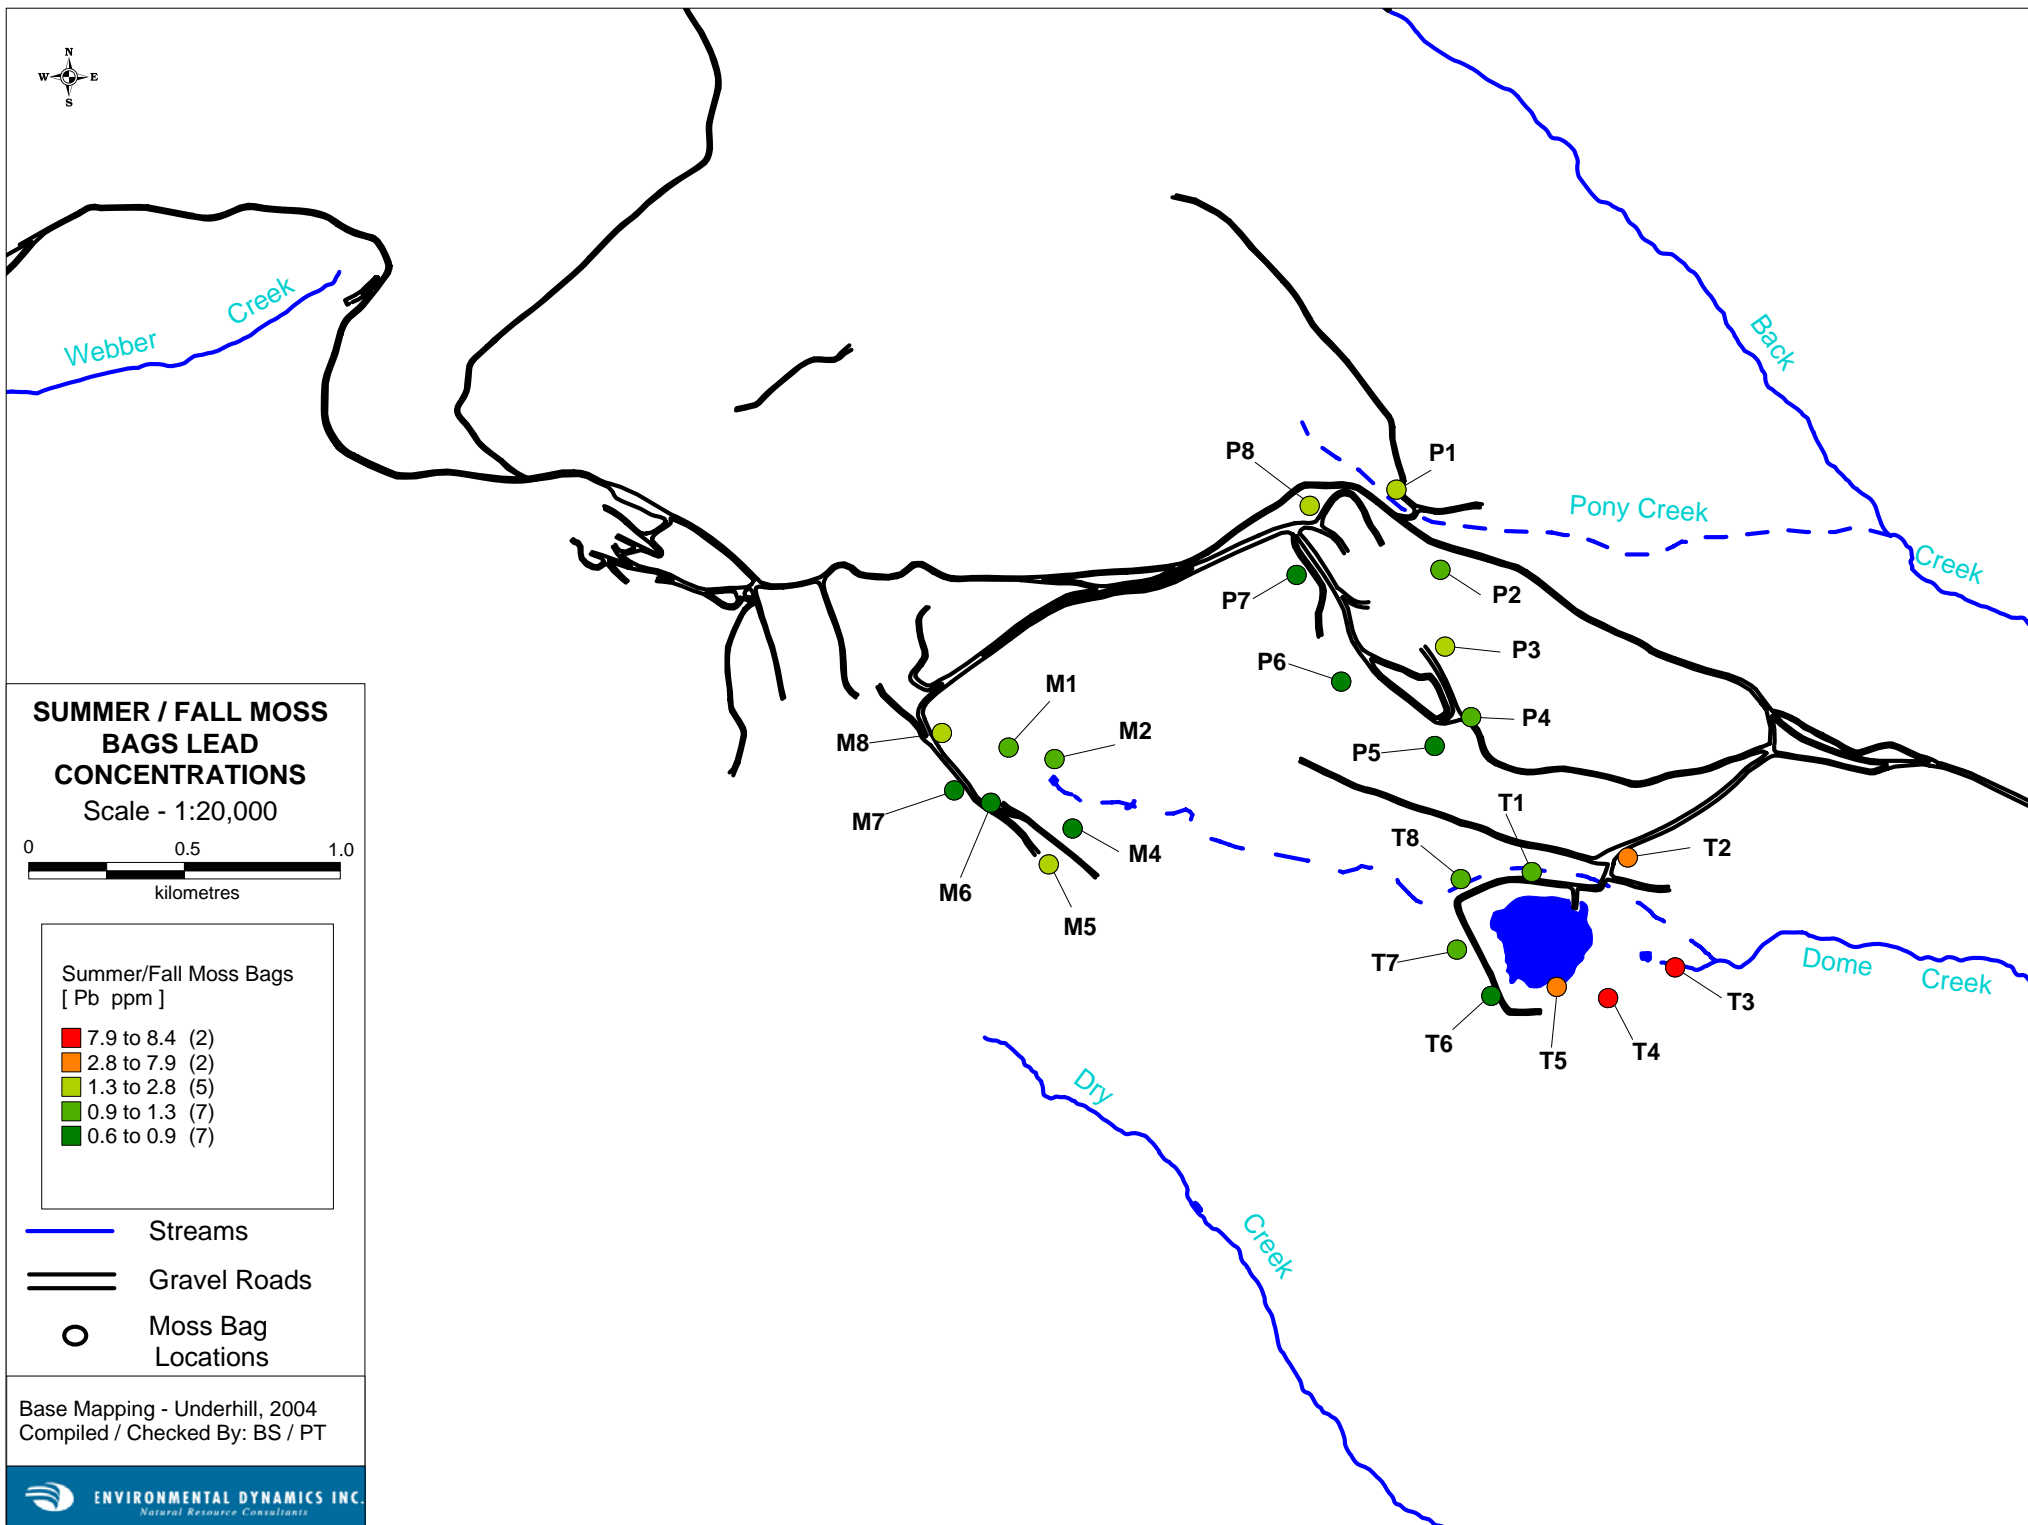 N
W E
S
Webber Creek
Back
Creek
Pony Creek
P8
P1
P7
P2
P6
P3
P4
P5
M1
M2
M8
M7
M4
M6
M5
T1
T8
T2
T7
T3
T6
T5
T4
Dome Creek
Dry
Creek
SUMMER / FALL MOSS
BAGS LEAD
CONCENTRATIONS
Scale - 1:20,000
0 0.5 1.0
kilometres
Summer/Fall Moss Bags
[ Pb ppm ]
7.9 to 8.4 (2)
2.8 to 7.9 (2)
1.3 to 2.8 (5)
0.9 to 1.3 (7)
0.6 to 0.9 (7)
Streams
Gravel Roads
Moss Bag
Locations
Base Mapping - Underhill, 2004
Compiled / Checked By: BS / PT
ENVIRONMENTAL DYNAMICS INC.
Natural Resource Consultants